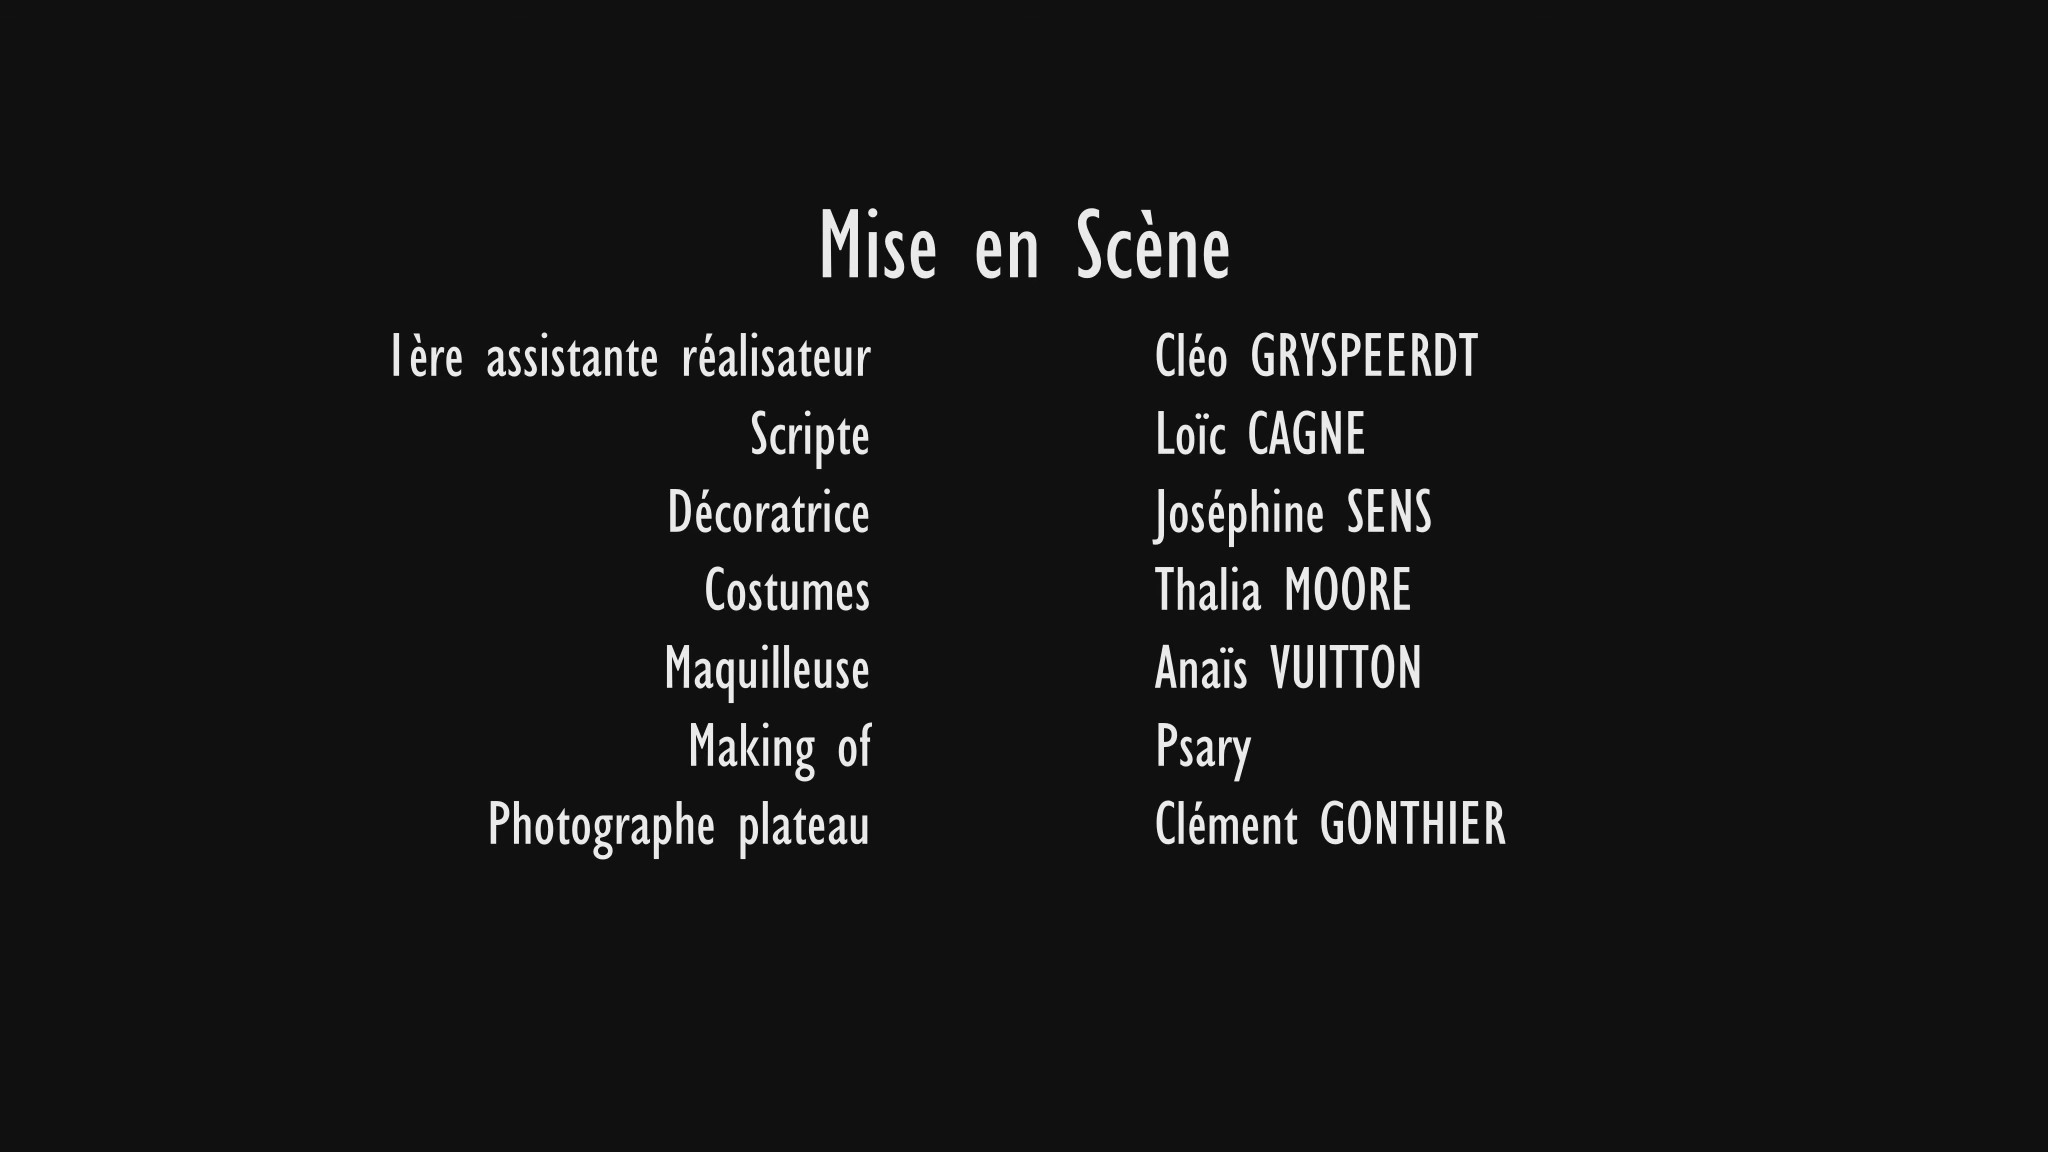 Mise en Scène
1ère assistante réalisateur Cléo GRYSPEERDT
Scripte Loïc CAGNE
Décoratrice Joséphine SENS
Costumes Thalia MOORE
Maquilleuse Anaïs VUITTON
Making of Psary
Photographe plateau Clément GONTHIER